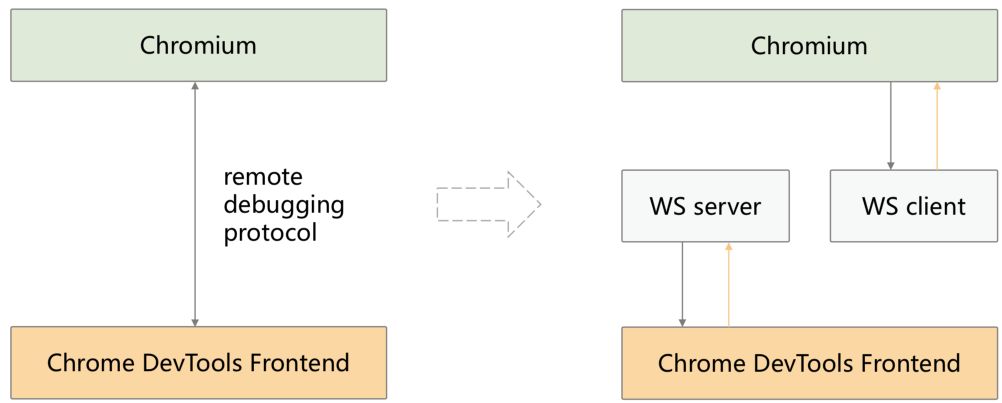 Chromium
remote
debugging
protocol
Chrome DevTools Frontend
Chromium
WS server
WS client
Chrome DevTools Frontend